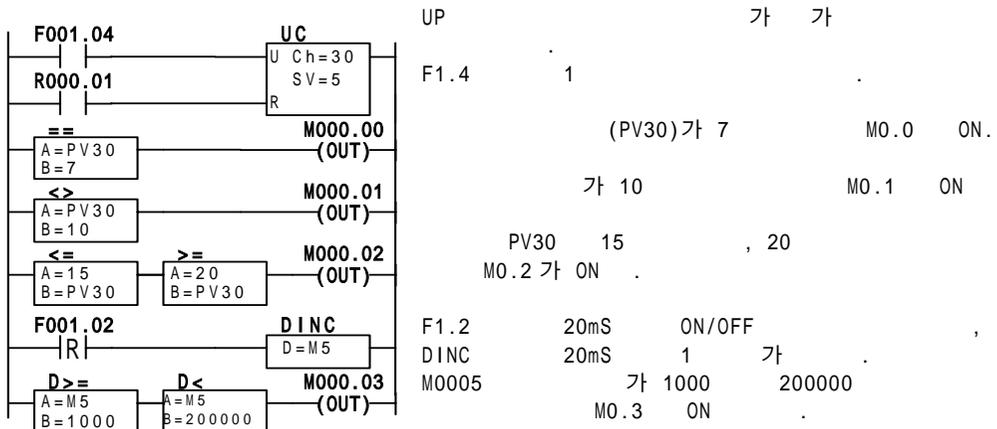 F001.04
UC
U Ch=30
SV=5
R000.01
R
==
A=PV30
B=7
M000.00
(OUT)
<>
A=PV30
B=10
M000.01
(OUT)
<=
A=15
B=PV30
>=
A=20
B=PV30
M000.02
(OUT)
F001.02
R
DINC
D=M5
D>=
A=M5
B=1000
D<
A=M5
B=200000
M000.03
(OUT)
UP 가 가
.
F1.4 1 .
(PV30)가 7 M0.0 ON.
가 10 M0.1 ON
PV30 15 , 20
M0.2가 ON .
F1.2 20mS ON/OFF ,
DINC 20mS 1 가 .
M0005 가 1000 200000
M0.3 ON .